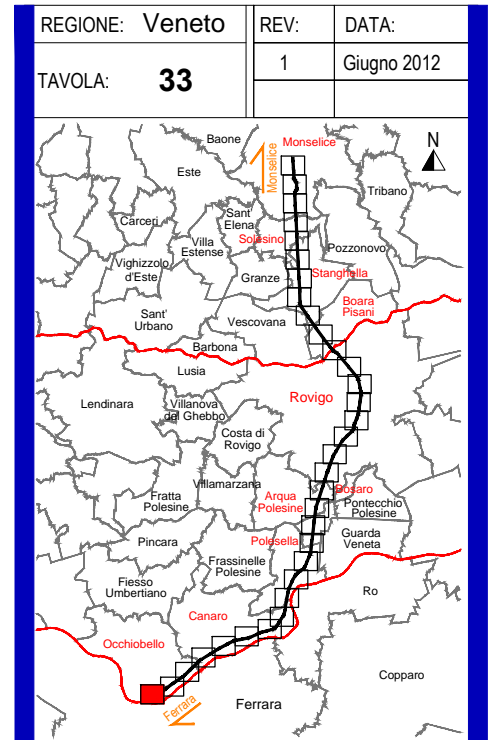 REGIONE: Veneto
REV:
DATA:
TAVOLA: 33
1
Giugno 2012
Baone
Monselice
N
Monselice
Este
Tribano
Carceri
Sant'
Elena
Villa
Estense
Solesino
Pozzonovo
Vighizzolo
d'Este
Granze
Stanghella
Boara
Pisani
Sant'
Urbano
Vescovana
Barbona
Lusia
Rovigo
Lendinara
Villanova
del Ghebbo
Costa di
Rovigo
Villamarzana
Fratta
Polesine
Arqua
Polesine
Bosaro
Pontecchio
Polesine
Pincara
Polesella
Guarda
Veneta
Frassinelle
Polesine
Fiesso
Umbertiano
Ro
Canaro
Occhiobello
Copparo
Ferrara
Ferrara